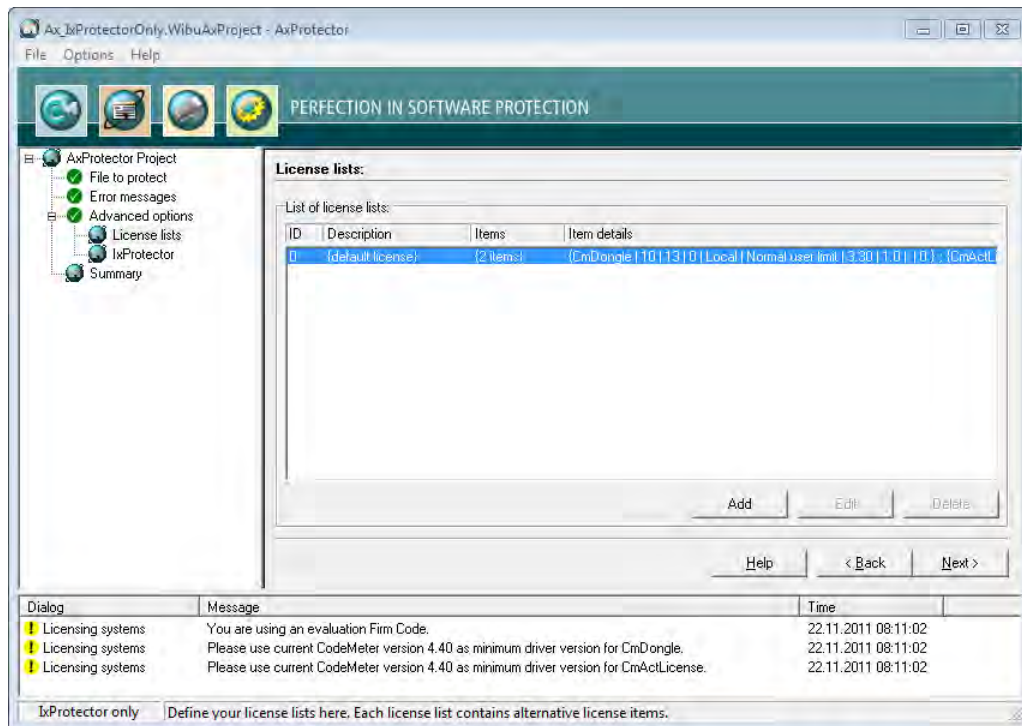 Ax_IxProtectorOnly.WibuAxProject - AxProtector
File Options Help
PERFECTION IN SOFTWARE PROTECTION
AxProtector Project
File to protect
Error messages
Advanced options
License lists
IxProtector
Summary
License lists:
List of license lists:
ID Description Items Item details
0 (default license) (2 items) (CmDongle | 10 | 13 | 0 | Local | Normal user limit | 3.30 | 1.0 | | 0 ) ; (CmActL
Add Edit Delete
Help < Back Next >
Dialog Message Time
Licensing systems You are using an evaluation Firm Code. 22.11.2011 08:11:02
Licensing systems Please use current CodeMeter version 4.40 as minimum driver version for CmDongle. 22.11.2011 08:11:02
Licensing systems Please use current CodeMeter version 4.40 as minimum driver version for CmActLicense. 22.11.2011 08:11:02
IxProtector only Define your license lists here. Each license list contains alternative license items.